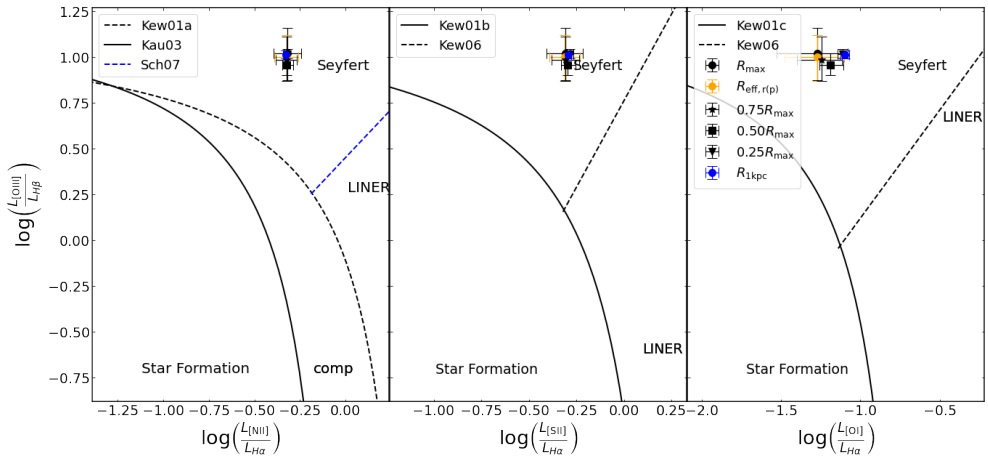 Kew01a
Kau03
Sch07
Seyfert
LINER
Star Formation
comp
1.25
1.00
0.75
0.50
0.25
0.00
−0.25
−0.50
−0.75
log(L[OIII]/LHβ)
−1.25 −1.00 −0.75 −0.50 −0.25 0.00
log(L[NII]/LHα)
Kew01b
Kew06
Seyfert
LINER
Star Formation
−1.00 −0.75 −0.50 −0.25 0.00 0.25
log(L[SII]/LHα)
Kew01c
Kew06
Rmax
Reff,r(p)
0.75Rmax
0.50Rmax
0.25Rmax
R1kpc
Seyfert
LINER
Star Formation
−2.0 −1.5 −1.0 −0.5
log(L[OI]/LHα)